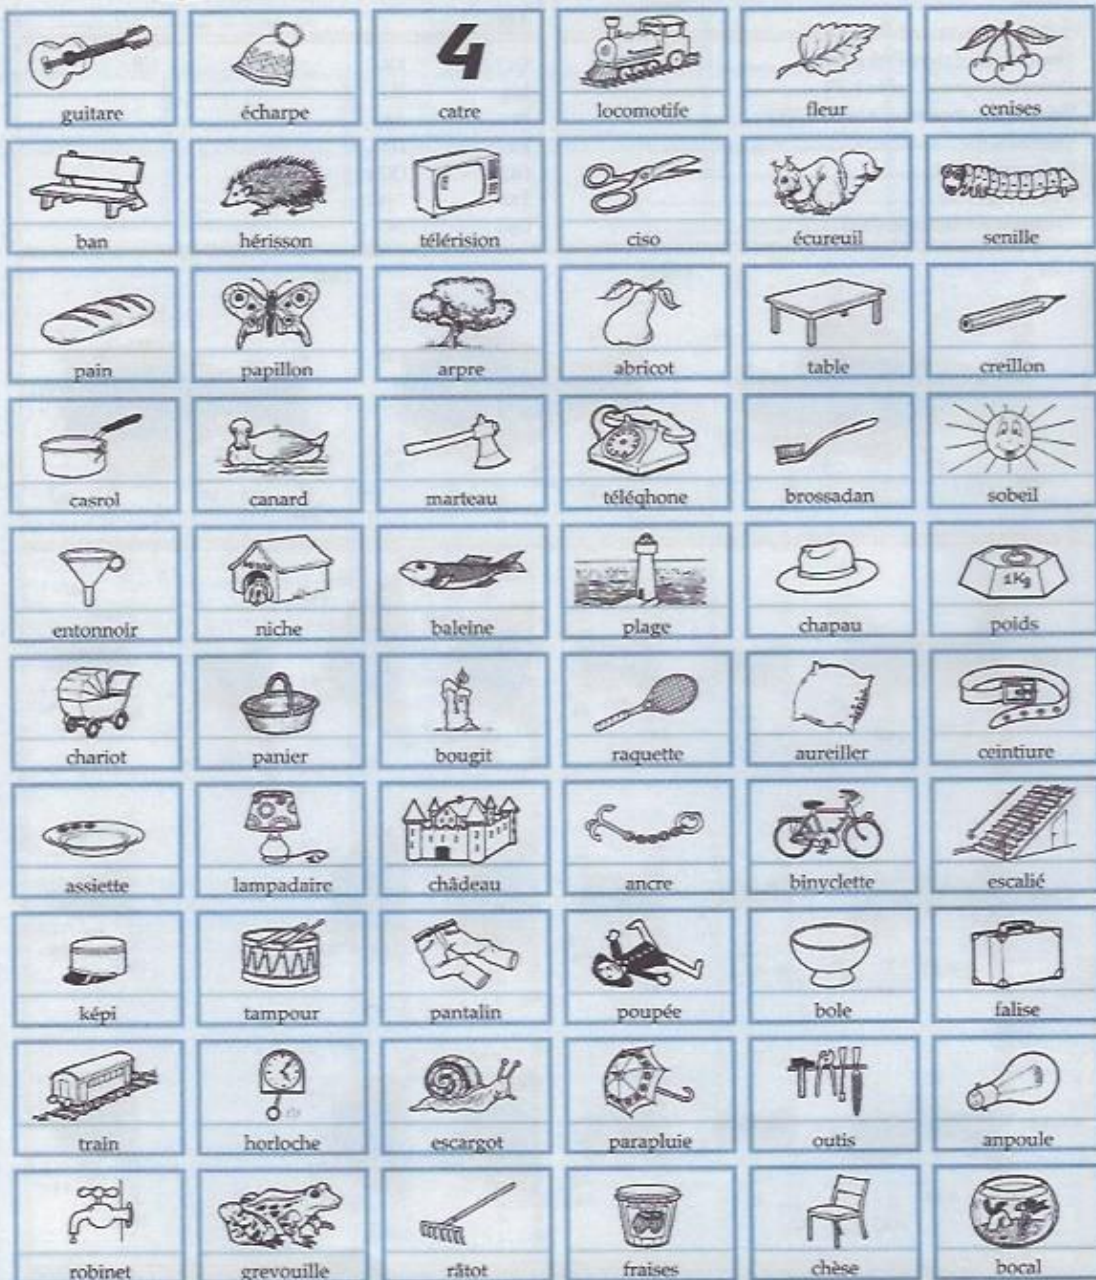 guitare écharpe catre locomotife fleur cenises
4
ban hérisson télérision ciso écureuil senille
pain papillon arpre abricot table creillon
casrol canard marteau téléqhone brossadan sobeil
1Kg
entonnoir niche baleine plage chapau poids
chariot panier bougit raquette aureiller ceintiure
assiette lampadaire châdeau ancre binyclette escalié
képi tampour pantalin poupée bole falise
train horloche escargot parapluie outis anpoule
robinet grevouille râtot fraises chèse bocal